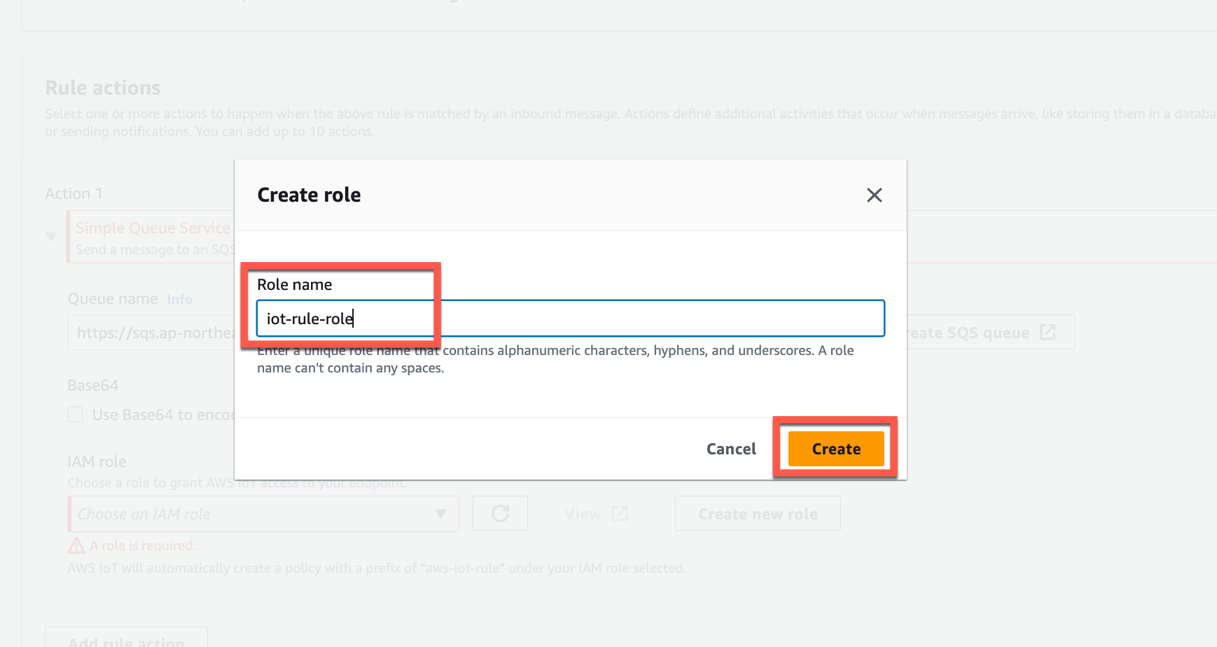 Rule actions
Select one or more actions to happen when the above rule is matched by an inbound message. Actions define additional activities that occur when messages arrive, like storing them in a databa
or sending notifications. You can add up to 10 actions.
Action 1
Create role
Simple Queue Service
Send a message to an SQS
Role name
Queue name Info
iot-rule-role
https://sqs.ap-northea
reate SQS queue
Enter a unique role name that contains alphanumeric characters, hyphens, and underscores. A role
name can't contain any spaces.
Base64
Use Base64 to encod
Cancel
Create
IAM role
Choose a role to grant AWS IoT access to your endpoint.
Choose an IAM role
View
Create new role
A role is required.
AWS IoT will automatically create a policy with a prefix of "aws-iot-rule" under your IAM role selected.
Add rule action